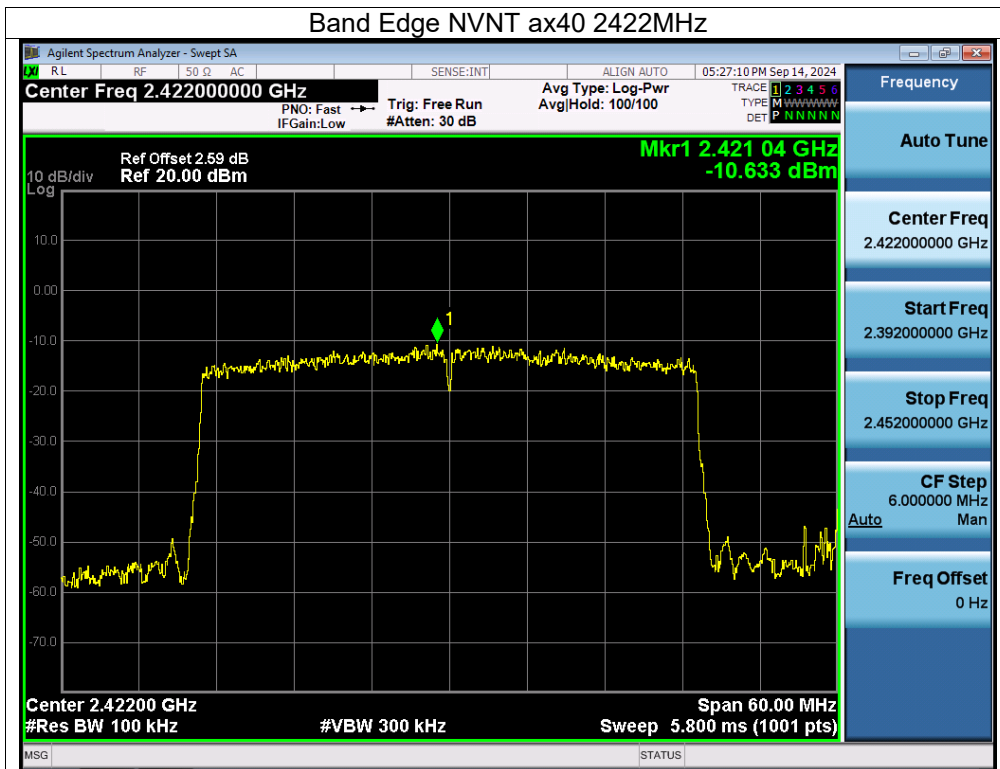 Band Edge NVNT ax40 2422MHz
Agilent Spectrum Analyzer - Swept SA
LXI RL RF 50 Ω AC SENSE:INT ALIGN AUTO 05:27:10 PM Sep 14, 2024
Center Freq 2.422000000 GHz
PNO: Fast
IFGain:Low
Trig: Free Run
#Atten: 30 dB
Avg Type: Log-Pwr
Avg|Hold: 100/100
TRACE 1 2 3 4 5 6
TYPE M WWWWW
DET P N N N N N
Frequency
Auto Tune
Center Freq
2.422000000 GHz
Start Freq
2.392000000 GHz
Stop Freq
2.452000000 GHz
CF Step
6.000000 MHz
Auto Man
Freq Offset
0 Hz
Mkr1 2.421 04 GHz
-10.633 dBm
Ref Offset 2.59 dB
10 dB/div Ref 20.00 dBm
Log
10.0
0.00
-10.0
-20.0
-30.0
-40.0
-50.0
-60.0
-70.0
1
Center 2.42200 GHz Span 60.00 MHz
#Res BW 100 kHz #VBW 300 kHz Sweep 5.800 ms (1001 pts)
MSG STATUS